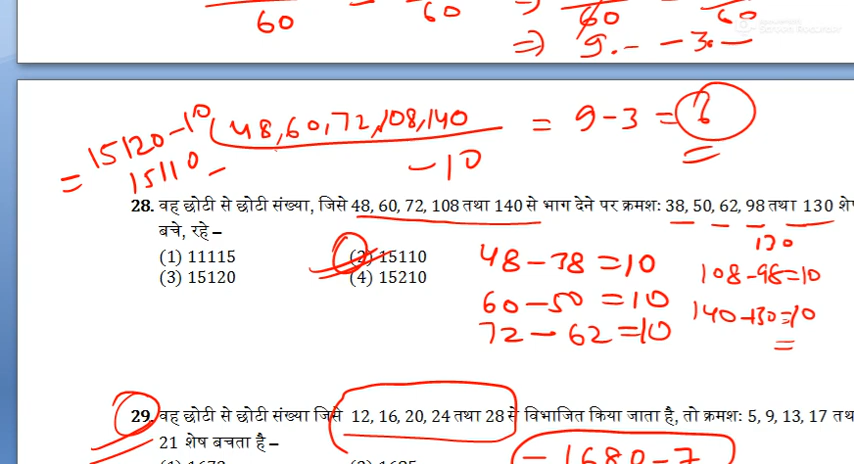 60 = 60 ⇒ 60 60
⇒ 9 - - 3 -
15120-10 (48,60,72,108,140 = 9-3 = 6
= 15110 - -10
28. वह छोटी से छोटी संख्या, जिसे 48, 60, 72, 108 तथा 140 से भाग देने पर क्रमश: 38, 50, 62, 98 तथा 130 शे
बचे, रहे –
130
(1) 11115 (2) 15110 48-38=10 108-98=10
(3) 15120 (4) 15210 60-50=10 140-130=10
72-62=10 =
29. वह छोटी से छोटी संख्या जिसे 12, 16, 20, 24 तथा 28 से विभाजित किया जाता है, तो क्रमश: 5, 9, 13, 17 तथ
21 शेष बचता है –
- 1680-7